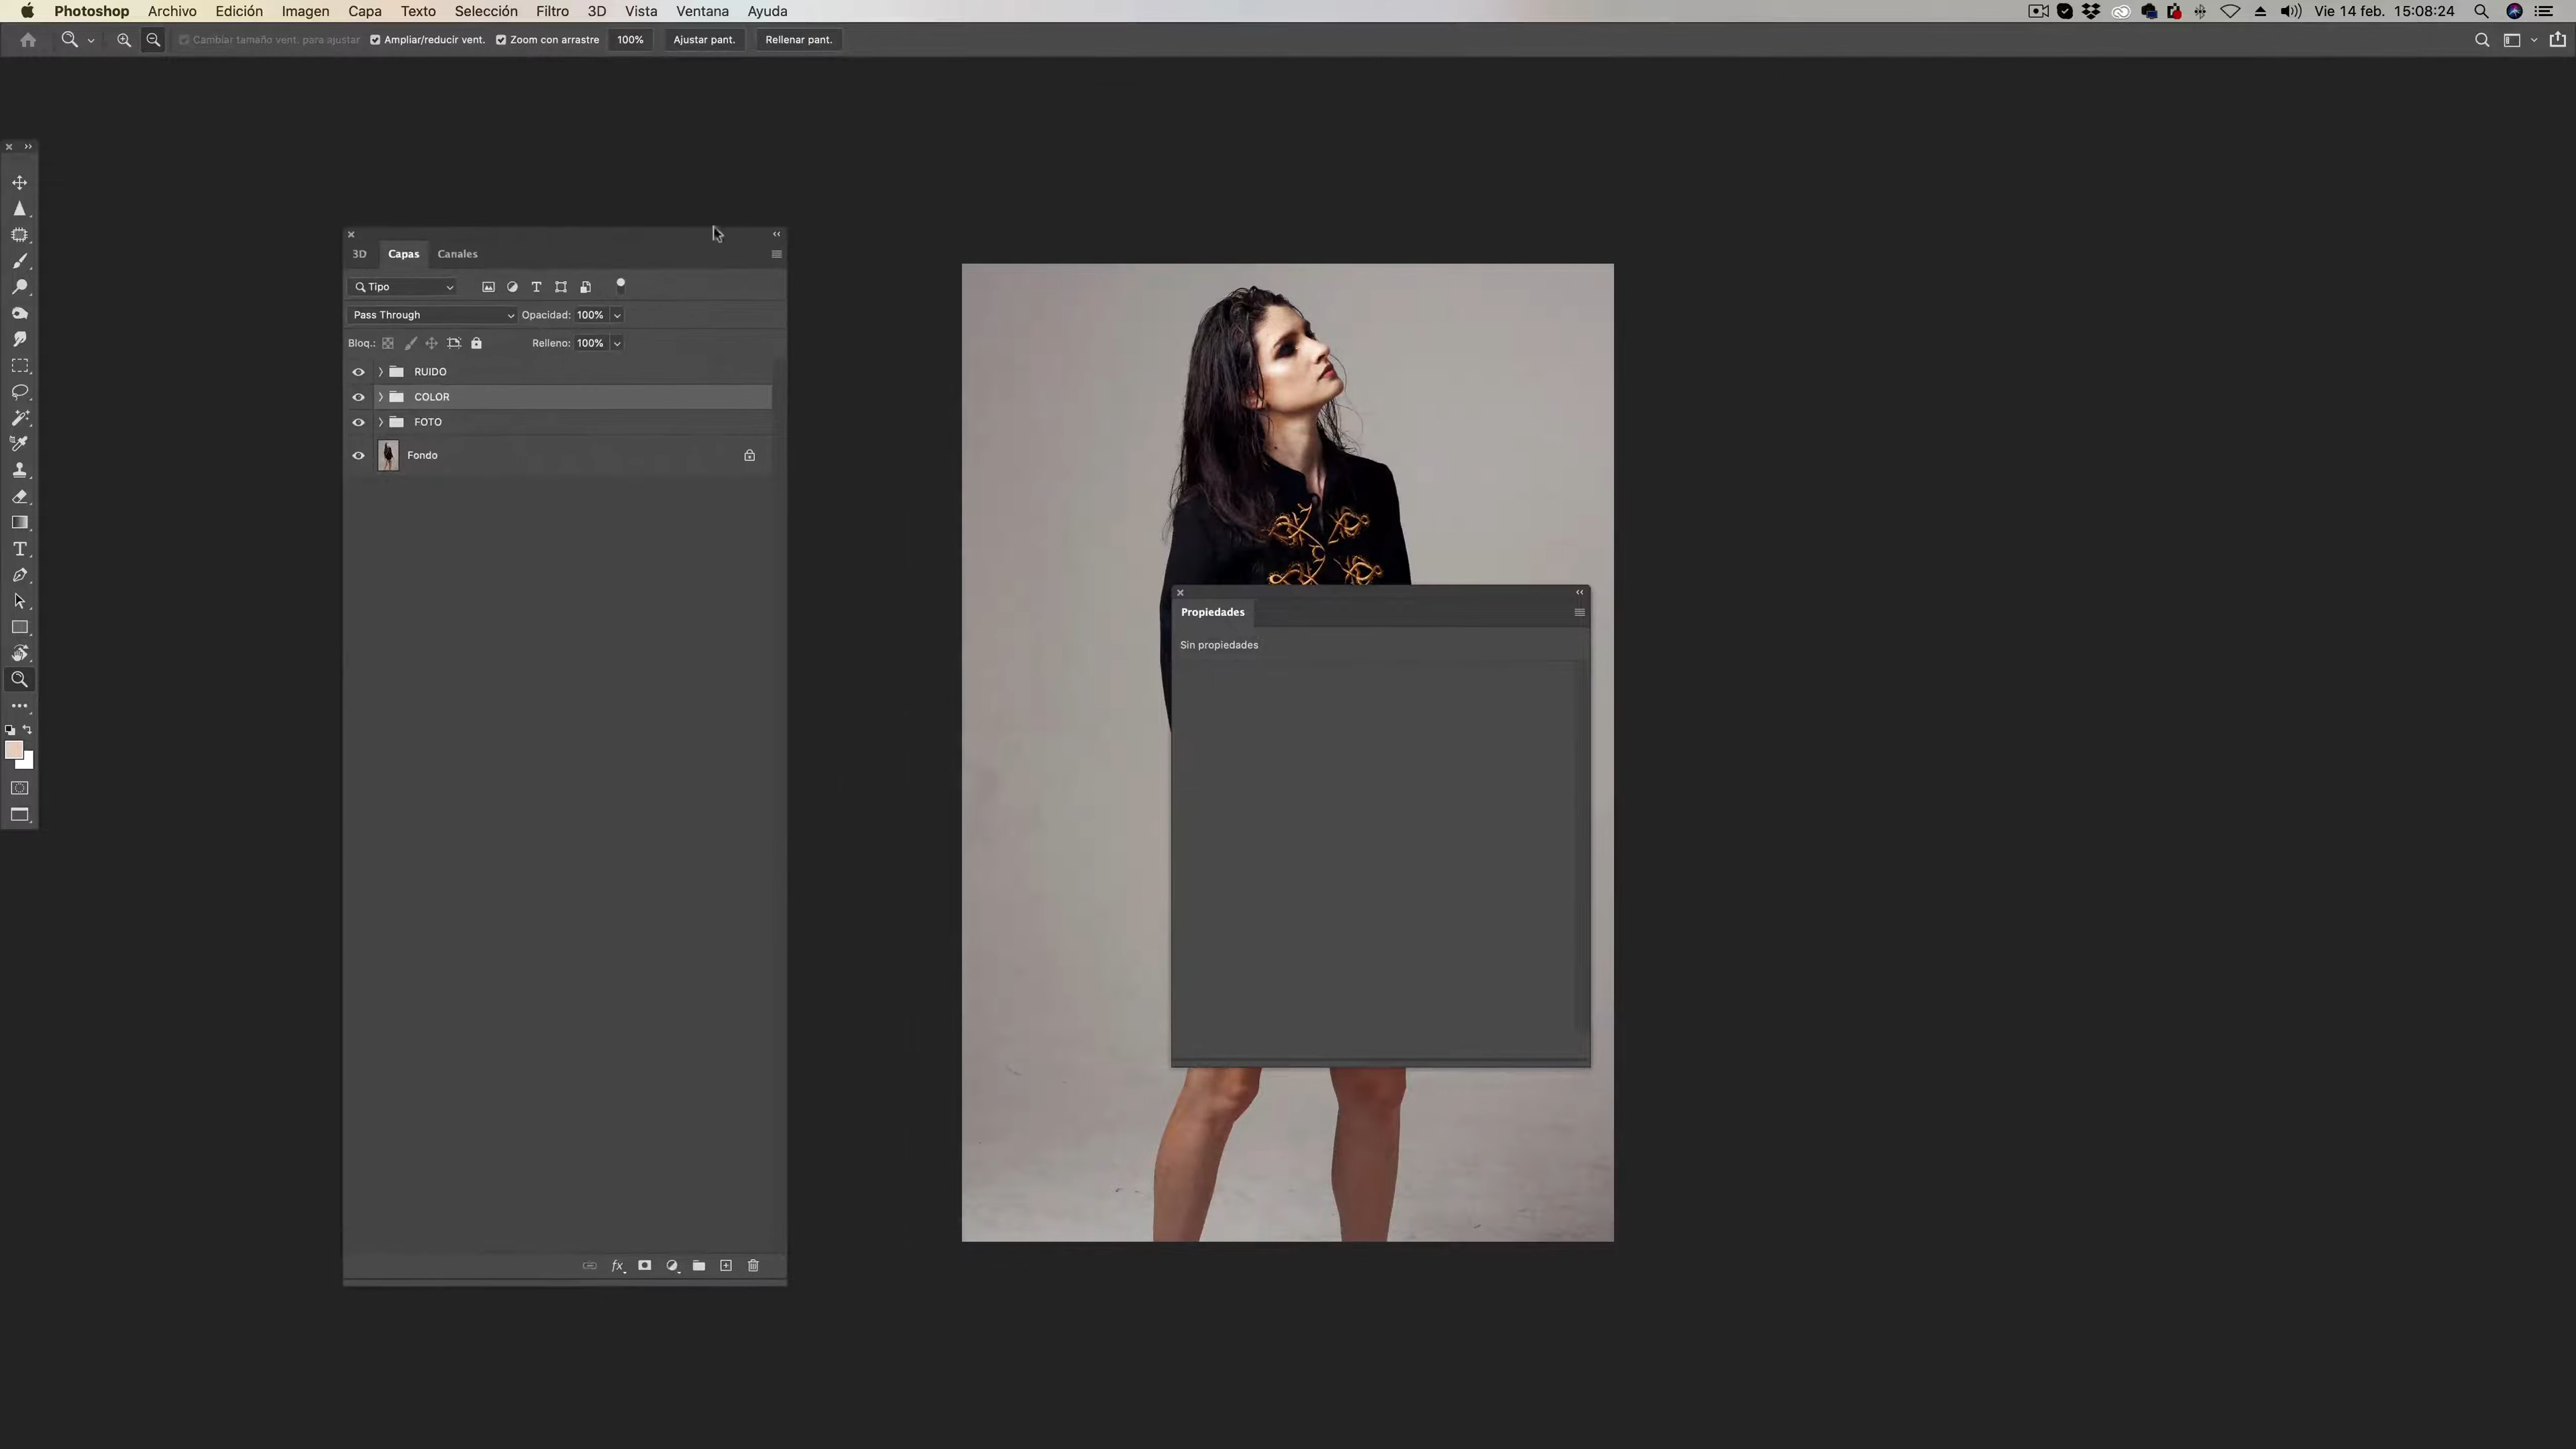 Photoshop Archivo Edición Imagen Capa Texto Selección Filtro 3D Vista Ventana Ayuda Vie 14 feb. 15:08:24
Cambiar tamaño vent. para ajustar Ampliar/reducir vent. Zoom con arrastre 100% Ajustar pant. Rellenar pant.
3D Capas Canales
Tipo
Pass Through Opacidad: 100%
Bloq.: Relleno: 100%
RUIDO
COLOR
FOTO
Fondo
fx
Propiedades
Sin propiedades